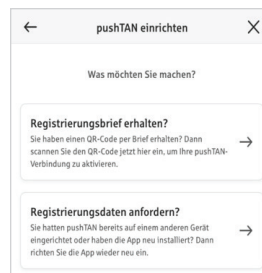 pushTAN einrichten
Was möchten Sie machen?
Registrierungsbrief erhalten?
Sie haben einen QR-Code per Brief erhalten? Dann
scannen Sie den QR-Code jetzt hier ein, um Ihre pushTAN-
Verbindung zu aktivieren.
Registrierungsdaten anfordern?
Sie hatten pushTAN bereits auf einem anderen Gerät
eingerichtet oder haben die App neu installiert? Dann
richten Sie die App wieder neu ein.